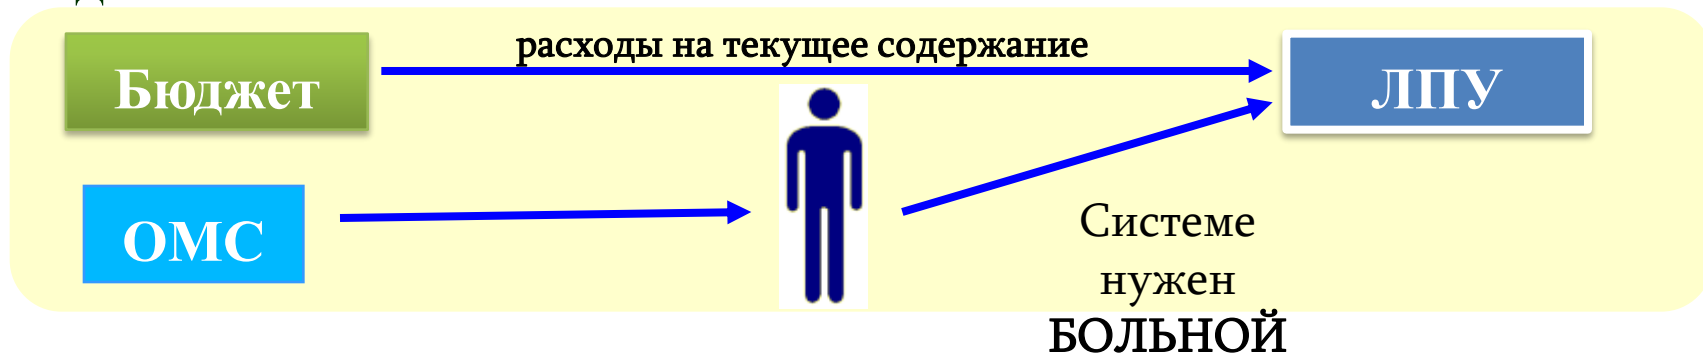 расходы на текущее содержание
Бюджет
ЛПУ
ОМС
Системе
нужен
БОЛЬНОЙ